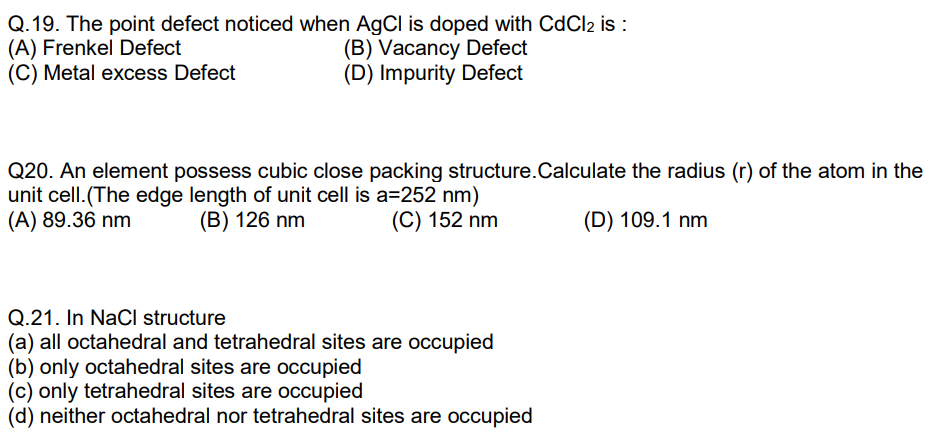 Q.19. The point defect noticed when AgCl is doped with CdCl₂ is :
(A) Frenkel Defect (B) Vacancy Defect
(C) Metal excess Defect (D) Impurity Defect
Q20. An element possess cubic close packing structure.Calculate the radius (r) of the atom in the
unit cell.(The edge length of unit cell is a=252 nm)
(A) 89.36 nm (B) 126 nm (C) 152 nm (D) 109.1 nm
Q.21. In NaCl structure
(a) all octahedral and tetrahedral sites are occupied
(b) only octahedral sites are occupied
(c) only tetrahedral sites are occupied
(d) neither octahedral nor tetrahedral sites are occupied